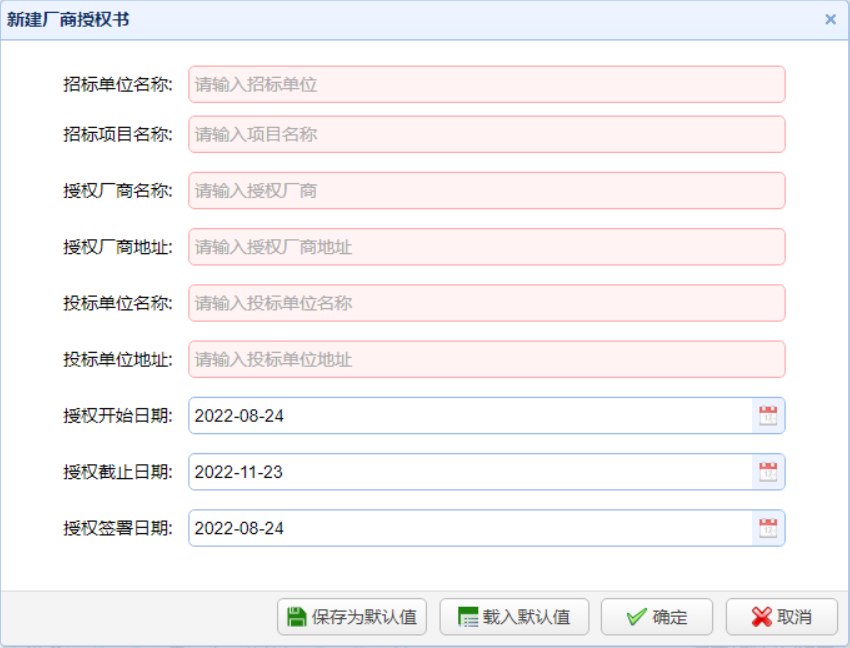 新建厂商授权书
招标单位名称: 请输入招标单位
招标项目名称: 请输入项目名称
授权厂商名称: 请输入授权厂商
授权厂商地址: 请输入授权厂商地址
投标单位名称: 请输入投标单位名称
投标单位地址: 请输入投标单位地址
授权开始日期: 2022-08-24
授权截止日期: 2022-11-23
授权签署日期: 2022-08-24
保存为默认值 载入默认值 确定 取消